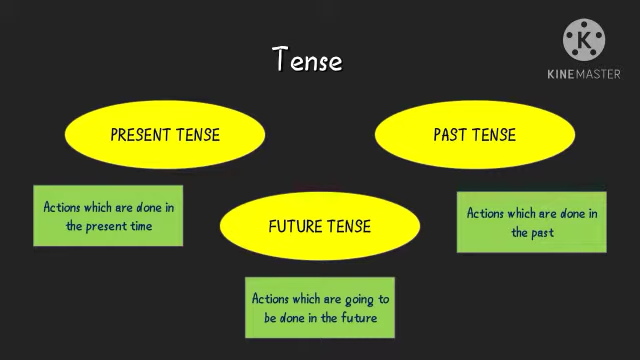 Tense
K
KINEMASTER
PRESENT TENSE
PAST TENSE
Actions which are done in
the present time
FUTURE TENSE
Actions which are done in
the past
Actions which are going to
be done in the future